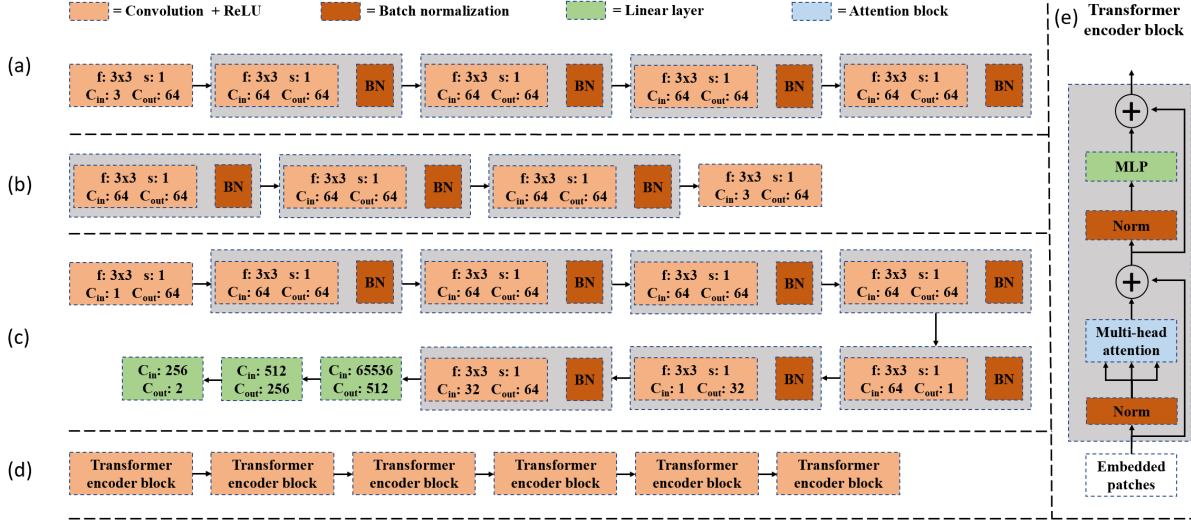 = Convolution + ReLU
= Batch normalization
= Linear layer
= Attention block
(a)
f: 3x3 s: 1
Cin: 3 Cout: 64
f: 3x3 s: 1
Cin: 64 Cout: 64
BN
f: 3x3 s: 1
Cin: 64 Cout: 64
BN
f: 3x3 s: 1
Cin: 64 Cout: 64
BN
f: 3x3 s: 1
Cin: 64 Cout: 64
BN
(b)
f: 3x3 s: 1
Cin: 64 Cout: 64
BN
f: 3x3 s: 1
Cin: 64 Cout: 64
BN
f: 3x3 s: 1
Cin: 64 Cout: 64
BN
f: 3x3 s: 1
Cin: 3 Cout: 64
(c)
f: 3x3 s: 1
Cin: 1 Cout: 64
f: 3x3 s: 1
Cin: 64 Cout: 64
BN
f: 3x3 s: 1
Cin: 64 Cout: 64
BN
f: 3x3 s: 1
Cin: 64 Cout: 64
BN
f: 3x3 s: 1
Cin: 64 Cout: 64
BN
Cin: 256
Cout: 2
Cin: 512
Cout: 256
Cin: 65536
Cout: 512
f: 3x3 s: 1
Cin: 32 Cout: 64
BN
f: 3x3 s: 1
Cin: 1 Cout: 32
BN
f: 3x3 s: 1
Cin: 64 Cout: 1
BN
(d)
Transformer
encoder block
Transformer
encoder block
Transformer
encoder block
Transformer
encoder block
Transformer
encoder block
Transformer
encoder block
(e)
Transformer
encoder block
+
MLP
Norm
+
Multi-head
attention
Norm
Embedded
patches